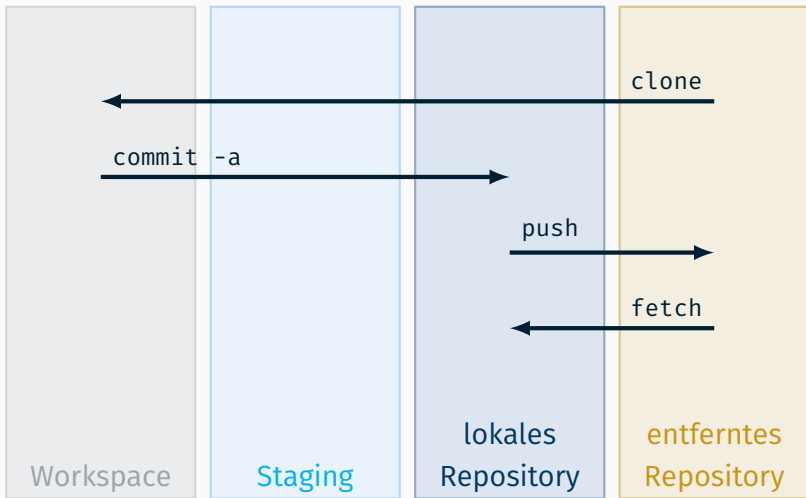 clone
commit -a
push
fetch
Workspace
Staging
lokales
Repository
entferntes
Repository